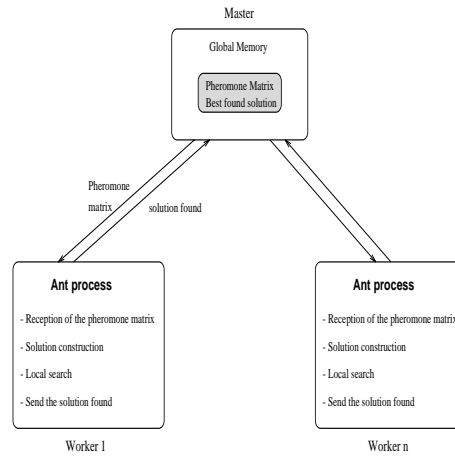 Master
Global Memory
Pheromone Matrix
Best found solution
Pheromone
matrix
solution found
Ant process
- Reception of the pheromone matrix
- Solution construction
- Local search
- Send the solution found
Worker 1
Ant process
- Reception of the pheromone matrix
- Solution construction
- Local search
- Send the solution found
Worker n